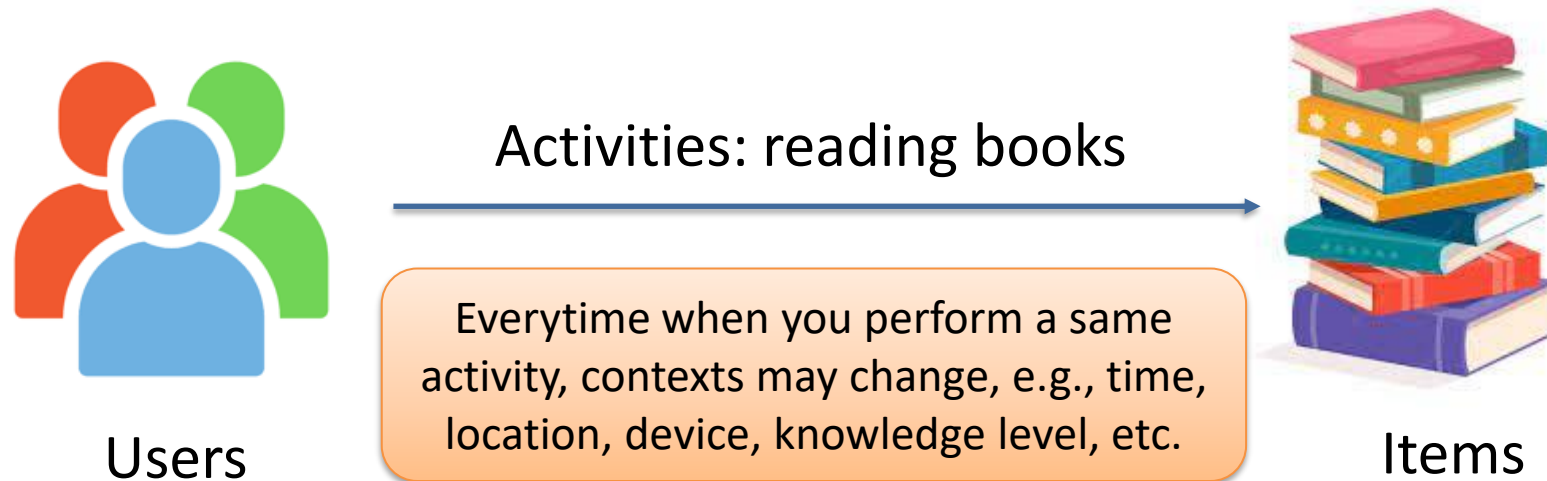 Activities: reading books
Everytime when you perform a same
activity, contexts may change, e.g., time,
location, device, knowledge level, etc.
Users
Items